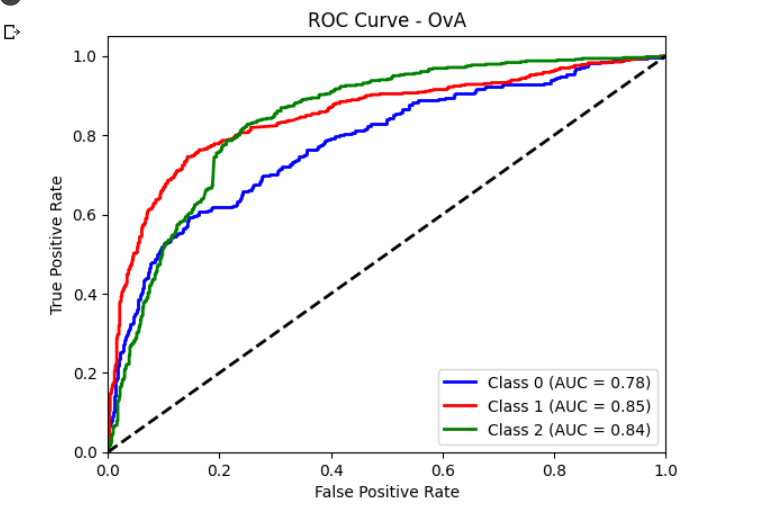 ROC Curve - OvA
True Positive Rate
1.0
0.8
0.6
0.4
0.2
0.0
Class 0 (AUC = 0.78)
Class 1 (AUC = 0.85)
Class 2 (AUC = 0.84)
0.0 0.2 0.4 0.6 0.8 1.0
False Positive Rate